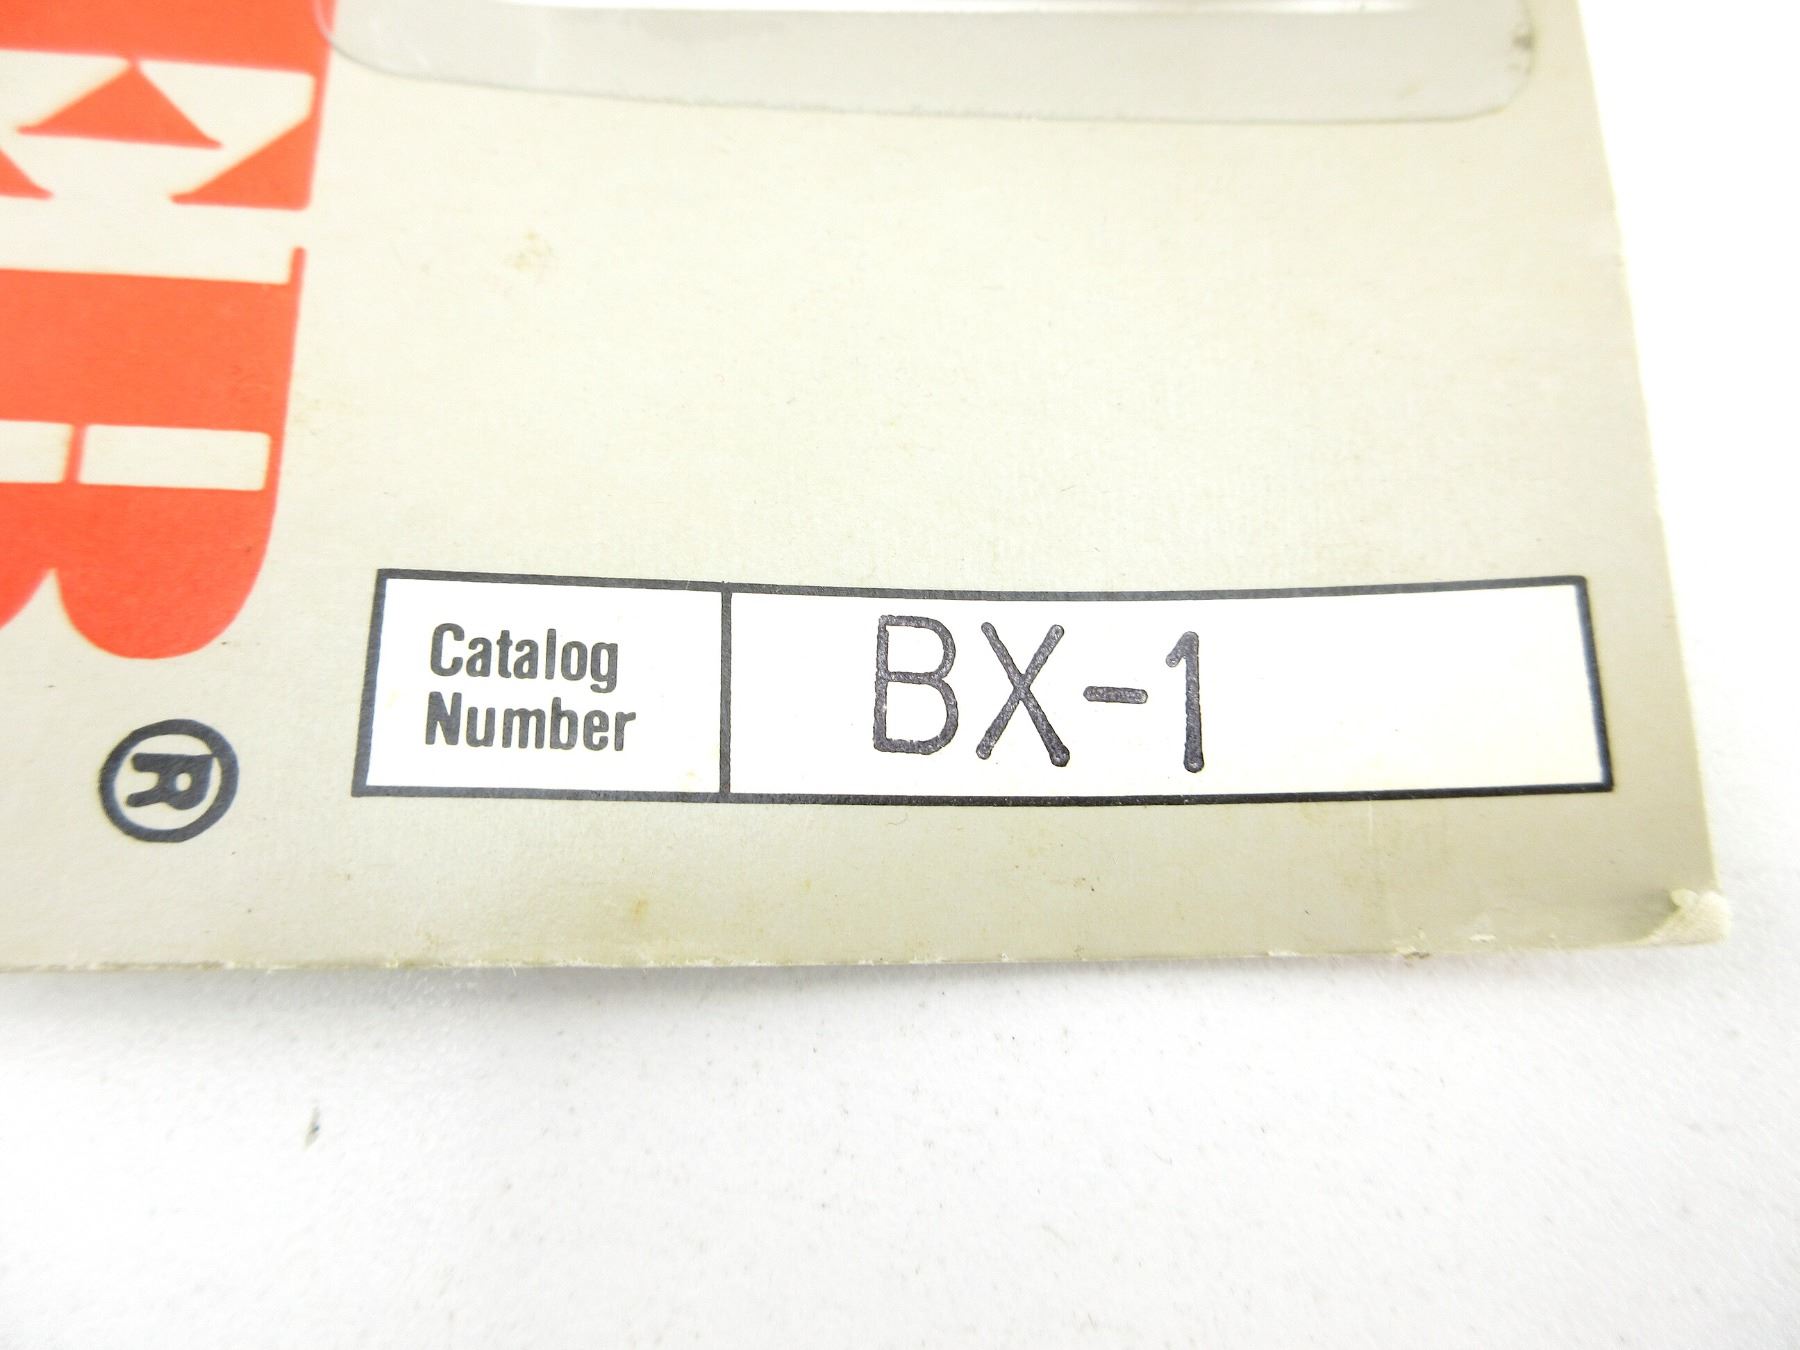 Catalog
Number
BX-1
®